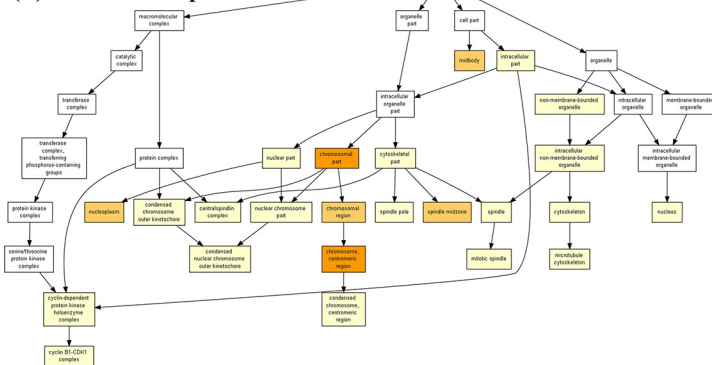 macromolecular
complex
organelle
part
cell part
catalytic
complex
midbody
intracellular
part
organelle
transferase
complex
intracellular
organelle
part
non-membrane-bounded
organelle
intracellular
organelle
membrane-bounded
organelle
transferase
complex,
transferring
phosphorus-containing
groups
protein complex
nuclear part
chromosomal
part
cytoskeletal
part
intracellular
non-membrane-bounded
organelle
intracellular
membrane-bounded
organelle
protein kinase
complex
nucleoplasm
condensed
chromosome
outer kinetochore
centralspindlin
complex
nuclear chromosome
part
chromosomal
region
spindle pole
spindle midzone
spindle
cytoskeleton
nucleus
serine/threonine
protein kinase
complex
condensed
nuclear chromosome
outer kinetochore
chromosome,
centromeric
region
mitotic spindle
microtubule
cytoskeleton
cyclin-dependent
protein kinase
holoenzyme
complex
condensed
chromosome,
centromeric
region
cyclin B1-CDK1
complex